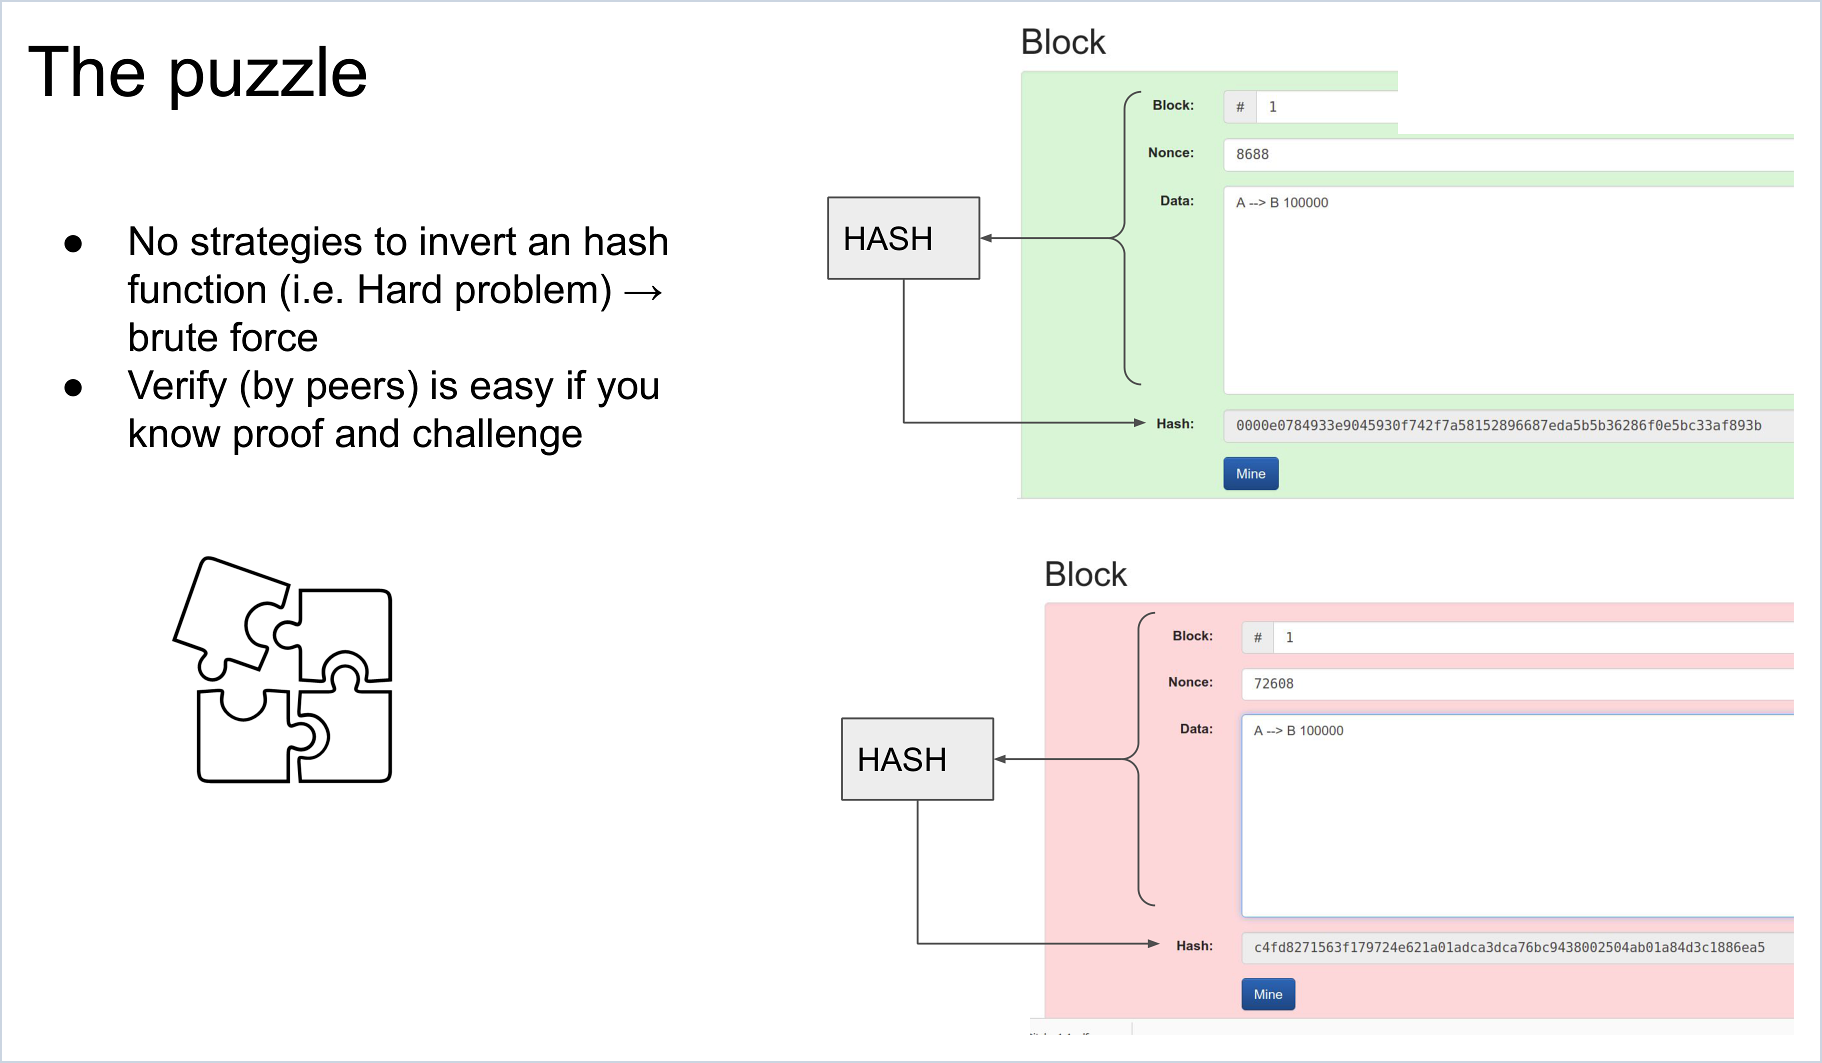 The puzzle
● No strategies to invert an hash
function (i.e. Hard problem) →
brute force
● Verify (by peers) is easy if you
know proof and challenge
Block
Block: # 1
Nonce: 8688
Data: A --> B 100000
HASH
Hash: 0000e0784933e9045930f742f7a58152896687eda5b5b36286f0e5bc33af893b
Mine
Block
Block: # 1
Nonce: 72608
Data: A --> B 100000
HASH
Hash: c4fd8271563f179724e621a01adca3dca76bc9438002504ab01a84d3c1886ea5
Mine